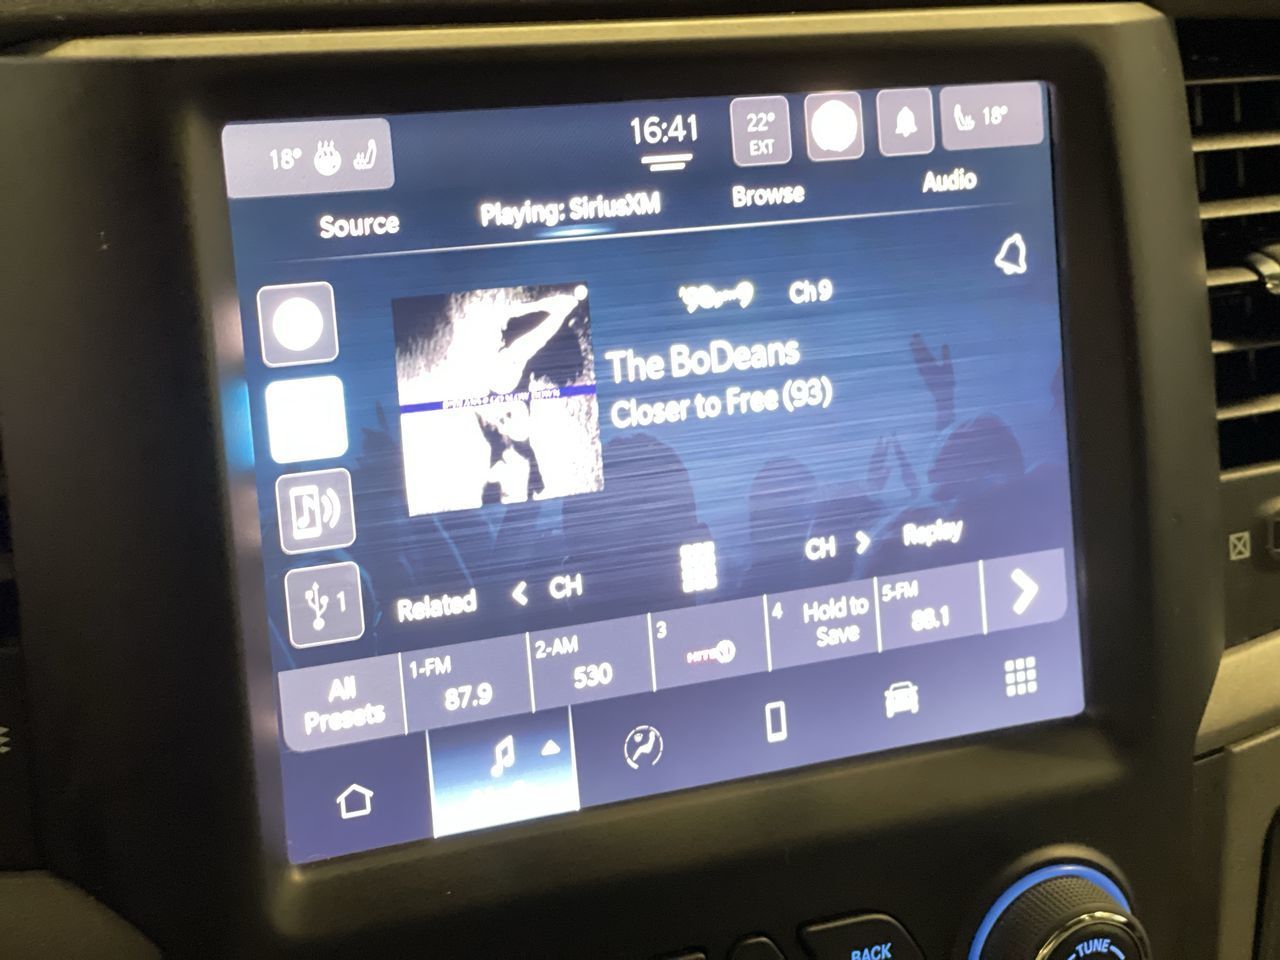 16:41
22°
EXT
18°
18°
Source
Playing: SiriusXM
Browse
Audio
Ch 9
The BoDeans
Closer to Free (93)
1
Related
CH
CH
Replay
All
Presets
1-FM
87.9
2-AM
530
3
4
Hold to
Save
5-FM
88.1
BACK
TUNE